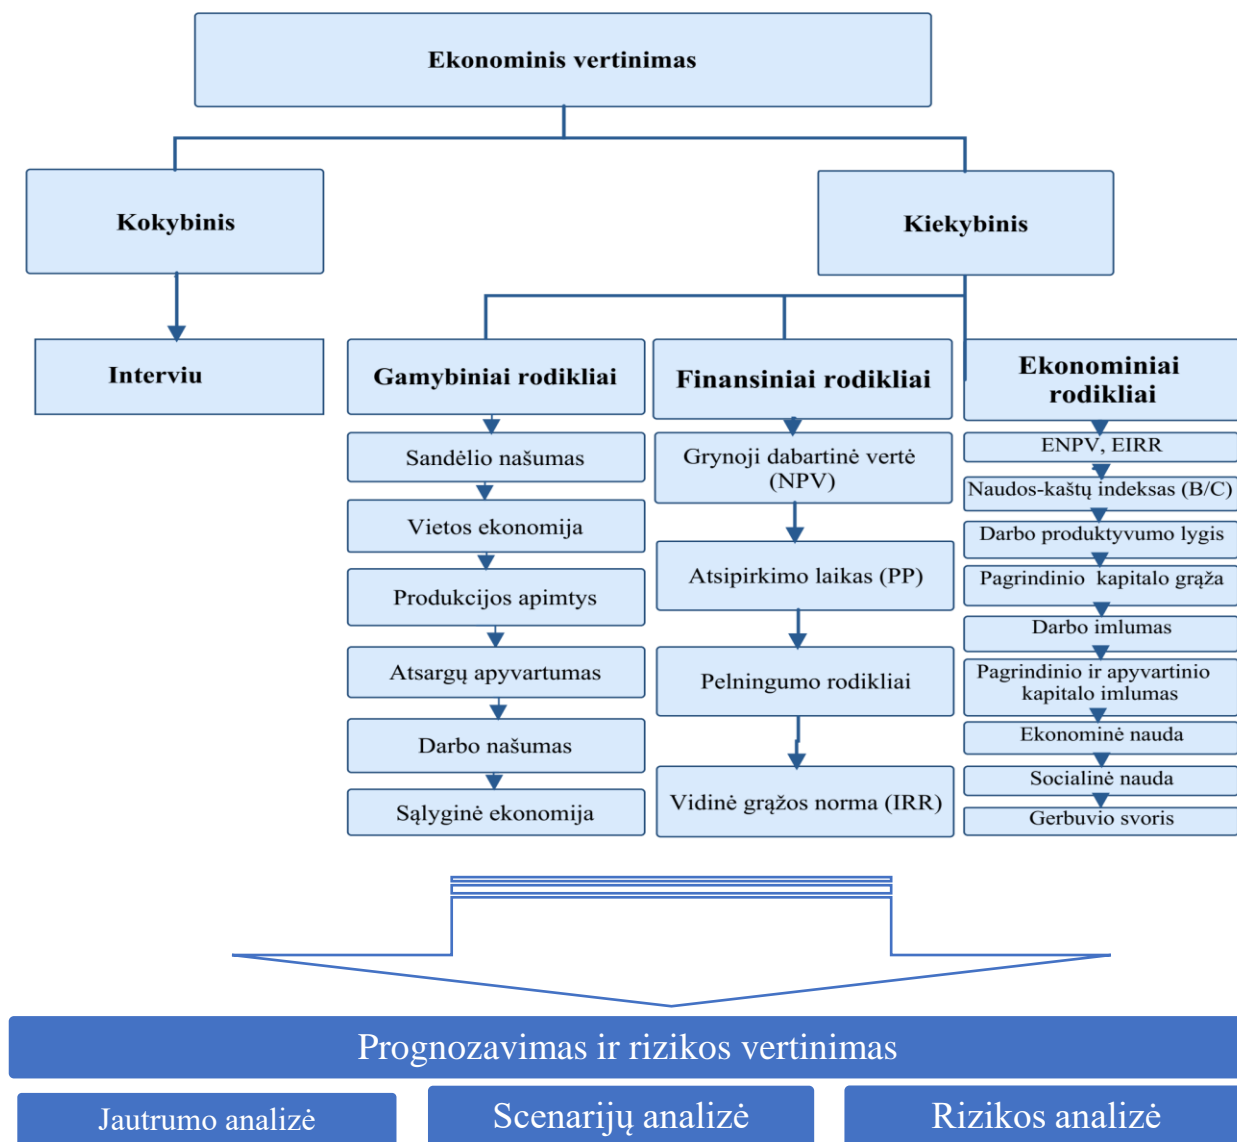 Ekonominis vertinimas
Kokybinis
Kiekybinis
Interviu
Gamybiniai rodikliai
Sandėlio našumas
Vietos ekonomija
Produkcijos apimtys
Atsargų apyvartumas
Darbo našumas
Sąlyginė ekonomija
Finansiniai rodikliai
Grynoji dabartinė vertė
(NPV)
Atsipirkimo laikas (PP)
Pelningumo rodikliai
Vidinė grąžos norma (IRR)
Ekonominiai
rodikliai
ENPV, EIRR
Naudos-kaštų indeksas (B/C)
Darbo produktyvumo lygis
Pagrindinio kapitalo grąža
Darbo imlumas
Pagrindinio ir apyvartinio
kapitalo imlumas
Ekonominė nauda
Socialinė nauda
Gerbuvio svoris
Prognozavimas ir rizikos vertinimas
Jautrumo analizė
Scenarijų analizė
Rizikos analizė